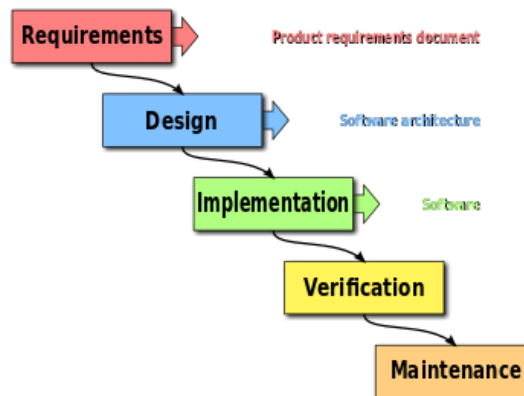 Requirements
Product requirements document
Design
Software architecture
Implementation
Software
Verification
Maintenance